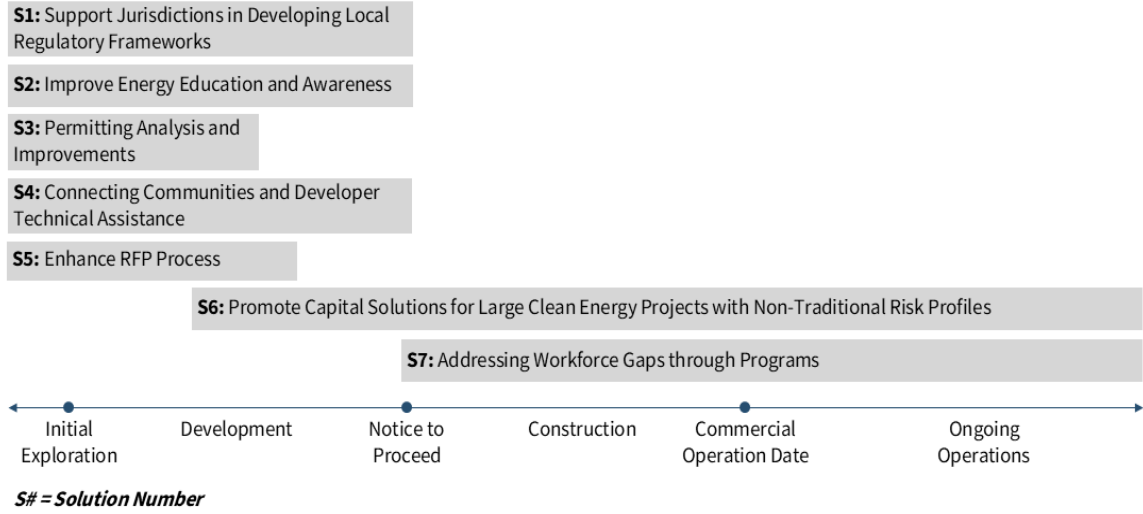 S1: Support Jurisdictions in Developing Local
Regulatory Frameworks
S2: Improve Energy Education and Awareness
S3: Permitting Analysis and
Improvements
S4: Connecting Communities and Developer
Technical Assistance
S5: Enhance RFP Process
S6: Promote Capital Solutions for Large Clean Energy Projects with Non-Traditional Risk Profiles
S7: Addressing Workforce Gaps through Programs
Initial
Exploration
Development
Notice to
Proceed
Construction
Commercial
Operation Date
Ongoing
Operations
S# = Solution Number